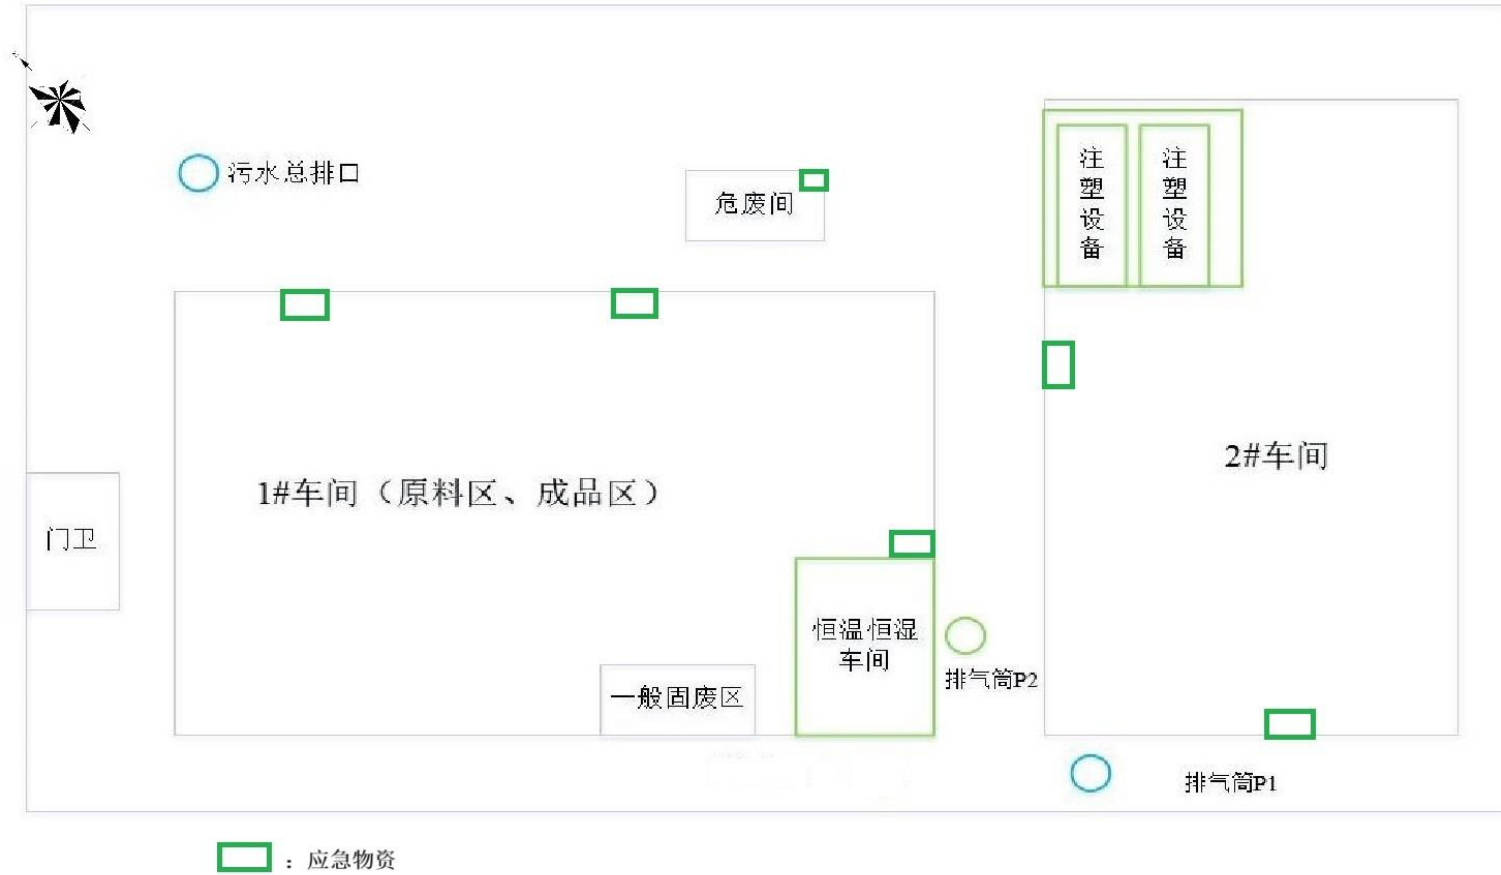 污水总排口
危废间
注塑设备
注塑设备
2#车间
1#车间（原料区、成品区）
门卫
恒温恒湿
车间
一般固废区
排气筒P2
排气筒P1
：应急物资